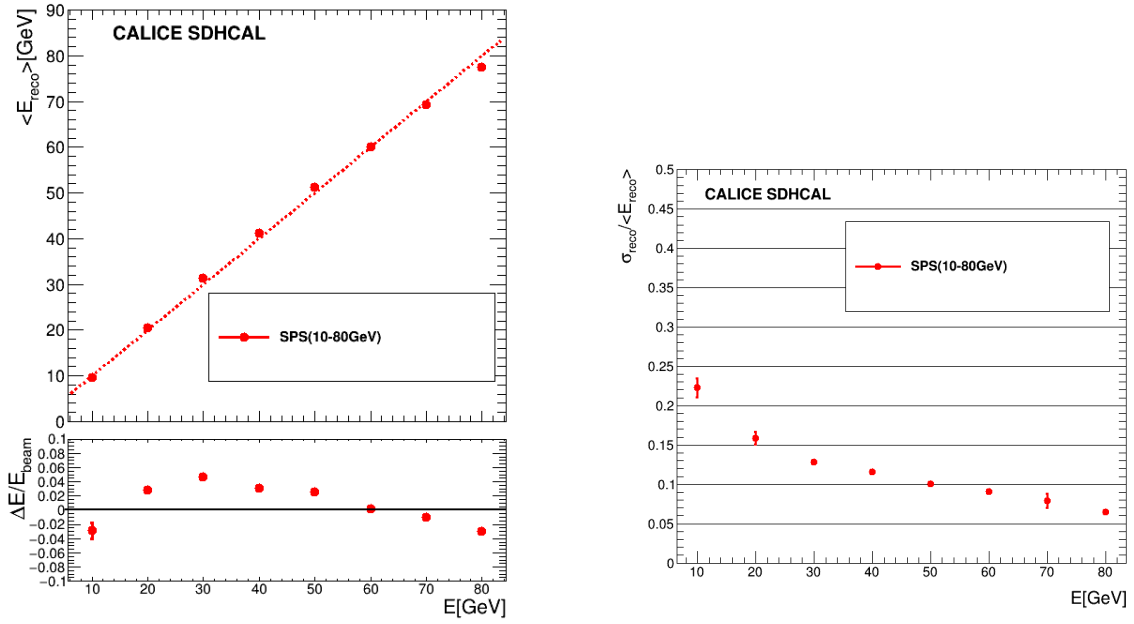 CALICE SDHCAL
<E_reco>[GeV]
90
80
70
60
50
40
30
20
10
0
SPS(10-80GeV)
ΔE/E_beam
0.1
0.08
0.06
0.04
0.02
0
−0.02
−0.04
−0.06
−0.08
−0.1
10 20 30 40 50 60 70 80
E[GeV]
CALICE SDHCAL
σ_reco/<E_reco>
0.5
0.45
0.4
0.35
0.3
0.25
0.2
0.15
0.1
0.05
0
SPS(10-80GeV)
10 20 30 40 50 60 70 80
E[GeV]